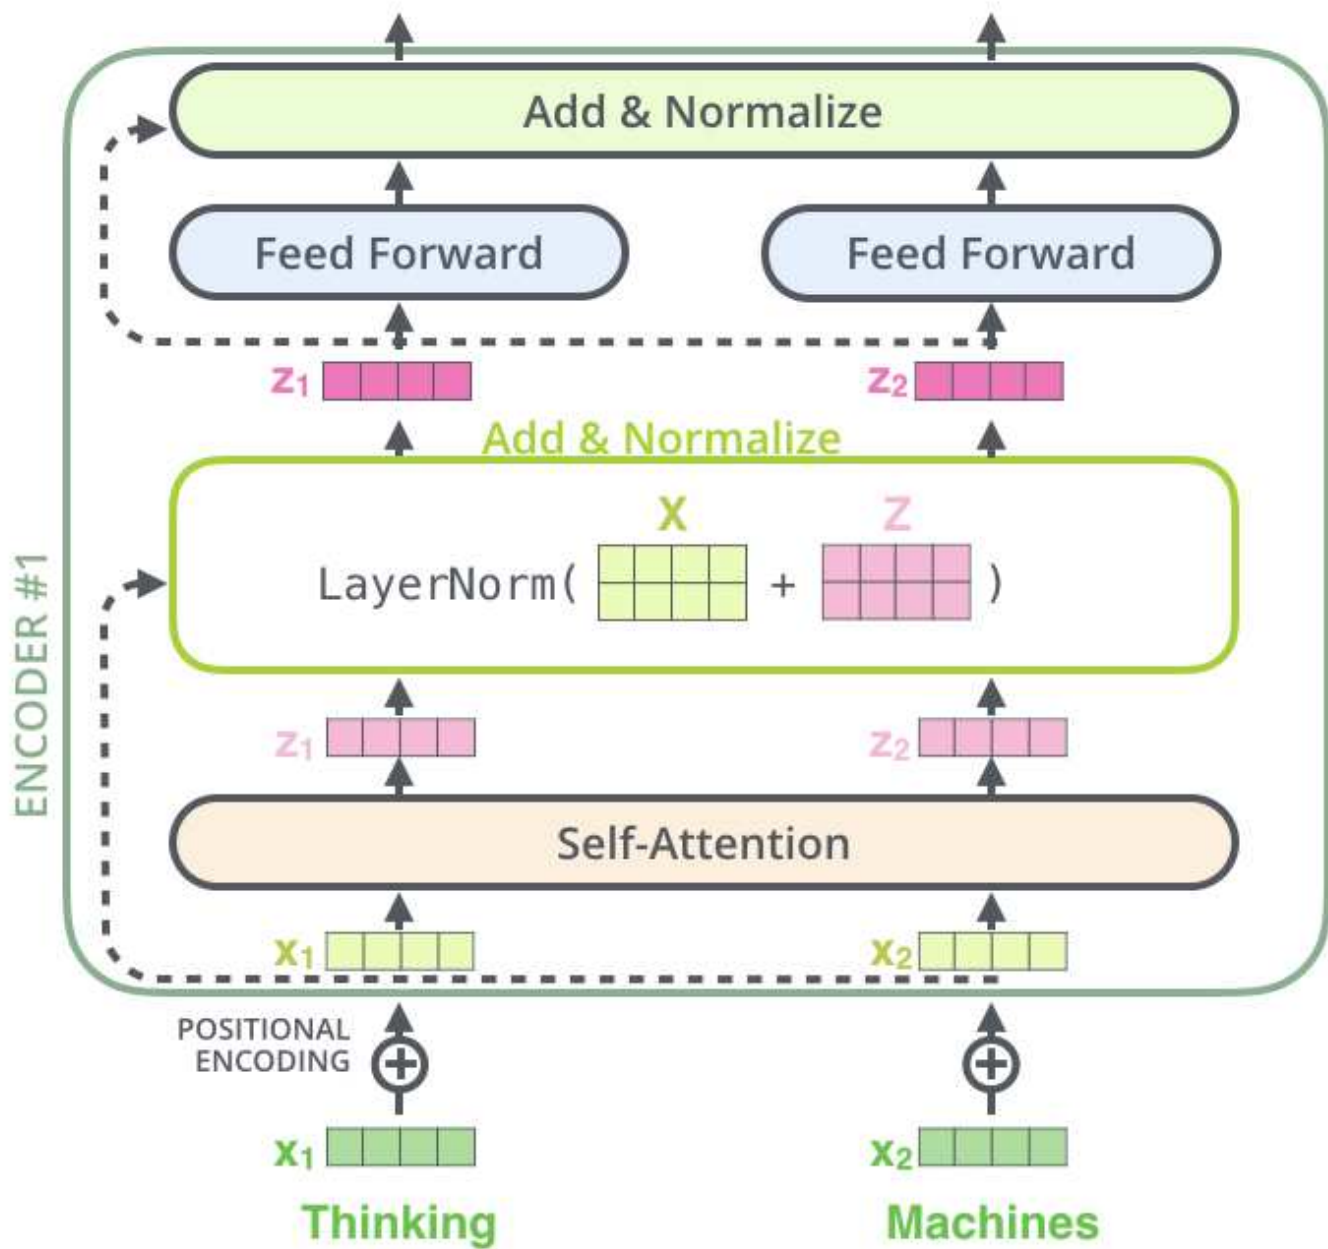 Add & Normalize
Feed Forward
Feed Forward
z1
z2
Add & Normalize
X
Z
LayerNorm(
+
)
ENCODER #1
z1
z2
Self-Attention
x1
x2
POSITIONAL
ENCODING
+
+
x1
x2
Thinking
Machines